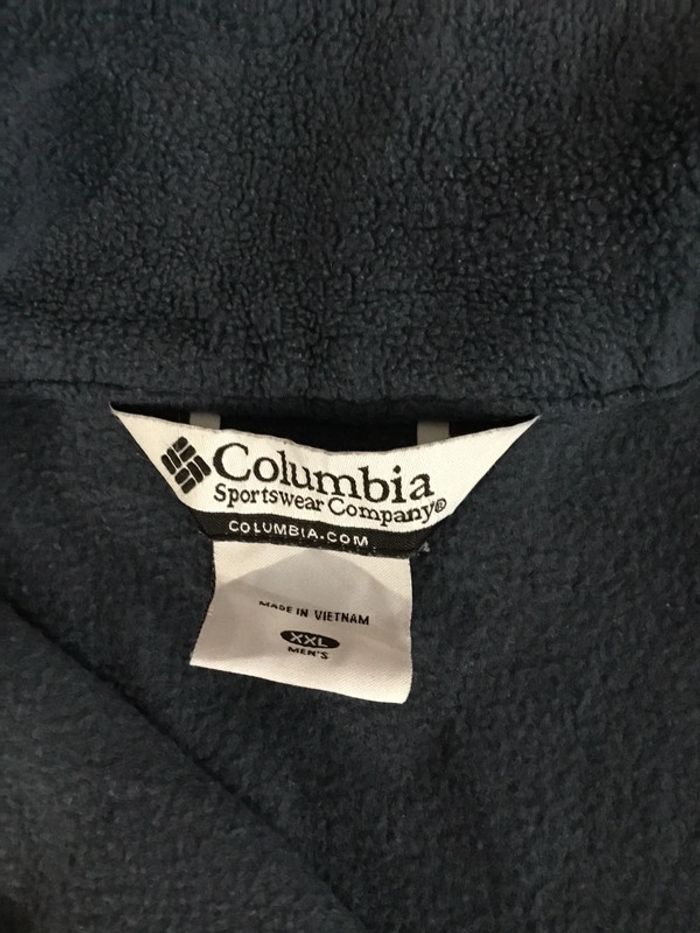 Columbia
Sportswear Company®
COLUMBIA.COM
MADE IN VIETNAM
XXL
MEN'S